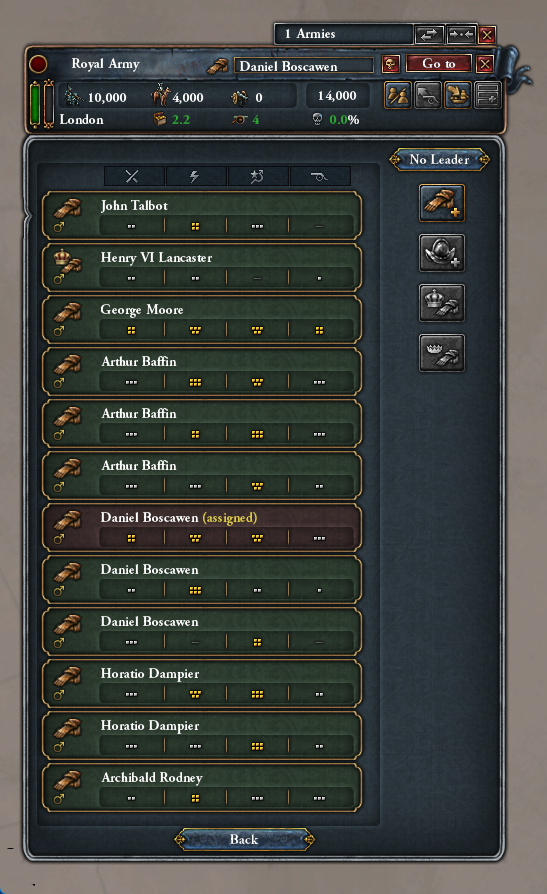 1 Armies
Royal Army
Daniel Boscawen
Go to
10,000
4,000
0
14,000
London
2.2
4
0.0%
No Leader
John Talbot
Henry VI Lancaster
George Moore
Arthur Baffin
Arthur Baffin
Arthur Baffin
Daniel Boscawen (assigned)
Daniel Boscawen
Daniel Boscawen
Horatio Dampier
Horatio Dampier
Archibald Rodney
Back